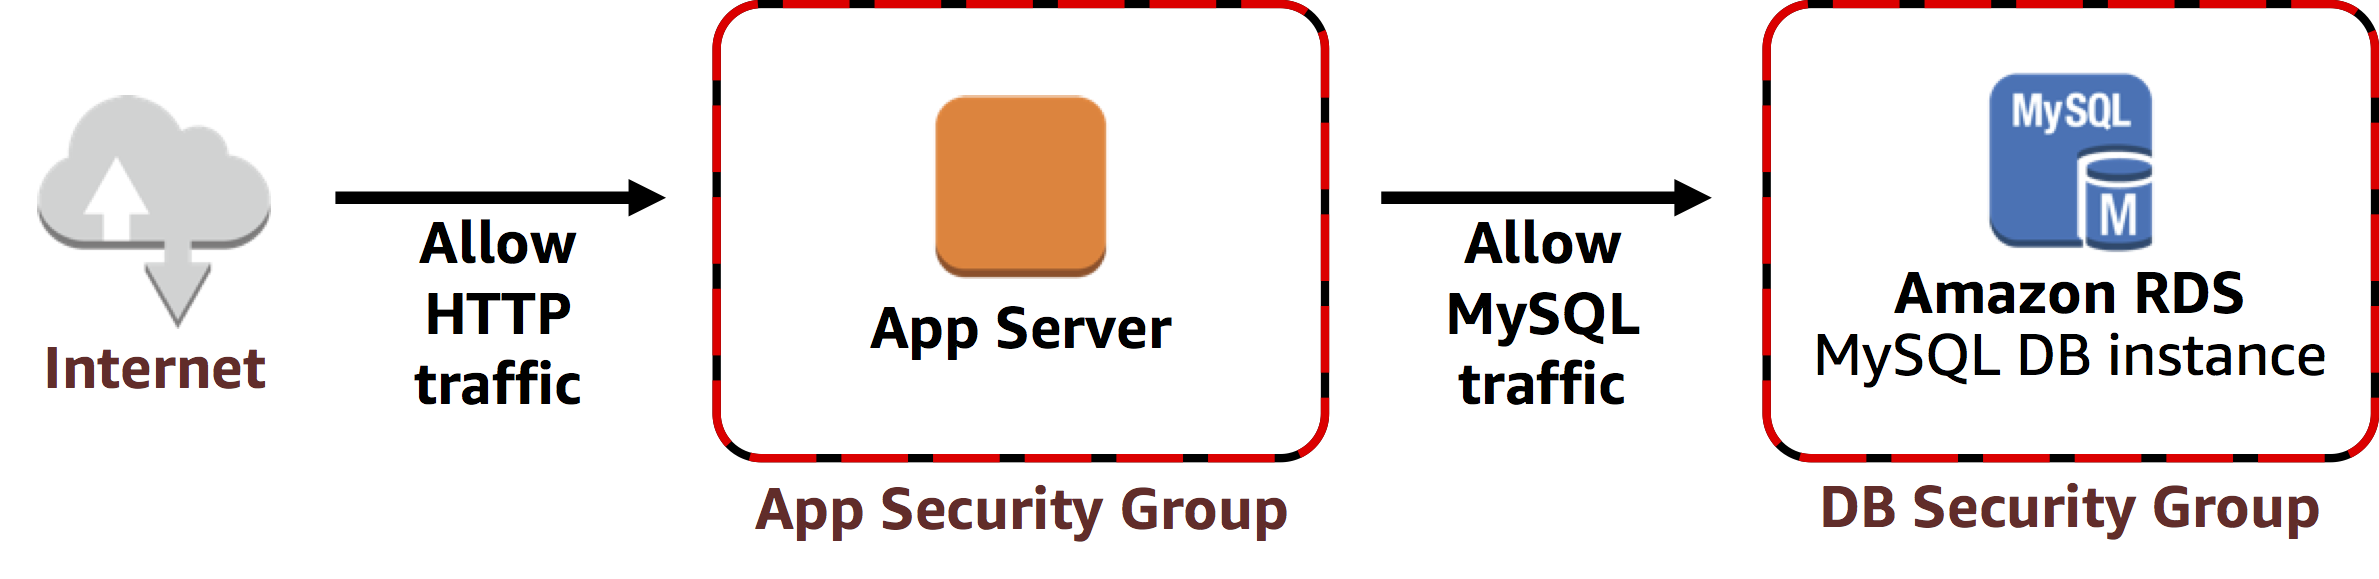 Internet
Allow
HTTP
traffic
App Server
App Security Group
Allow
MySQL
traffic
MySQL
M
Amazon RDS
MySQL DB instance
DB Security Group